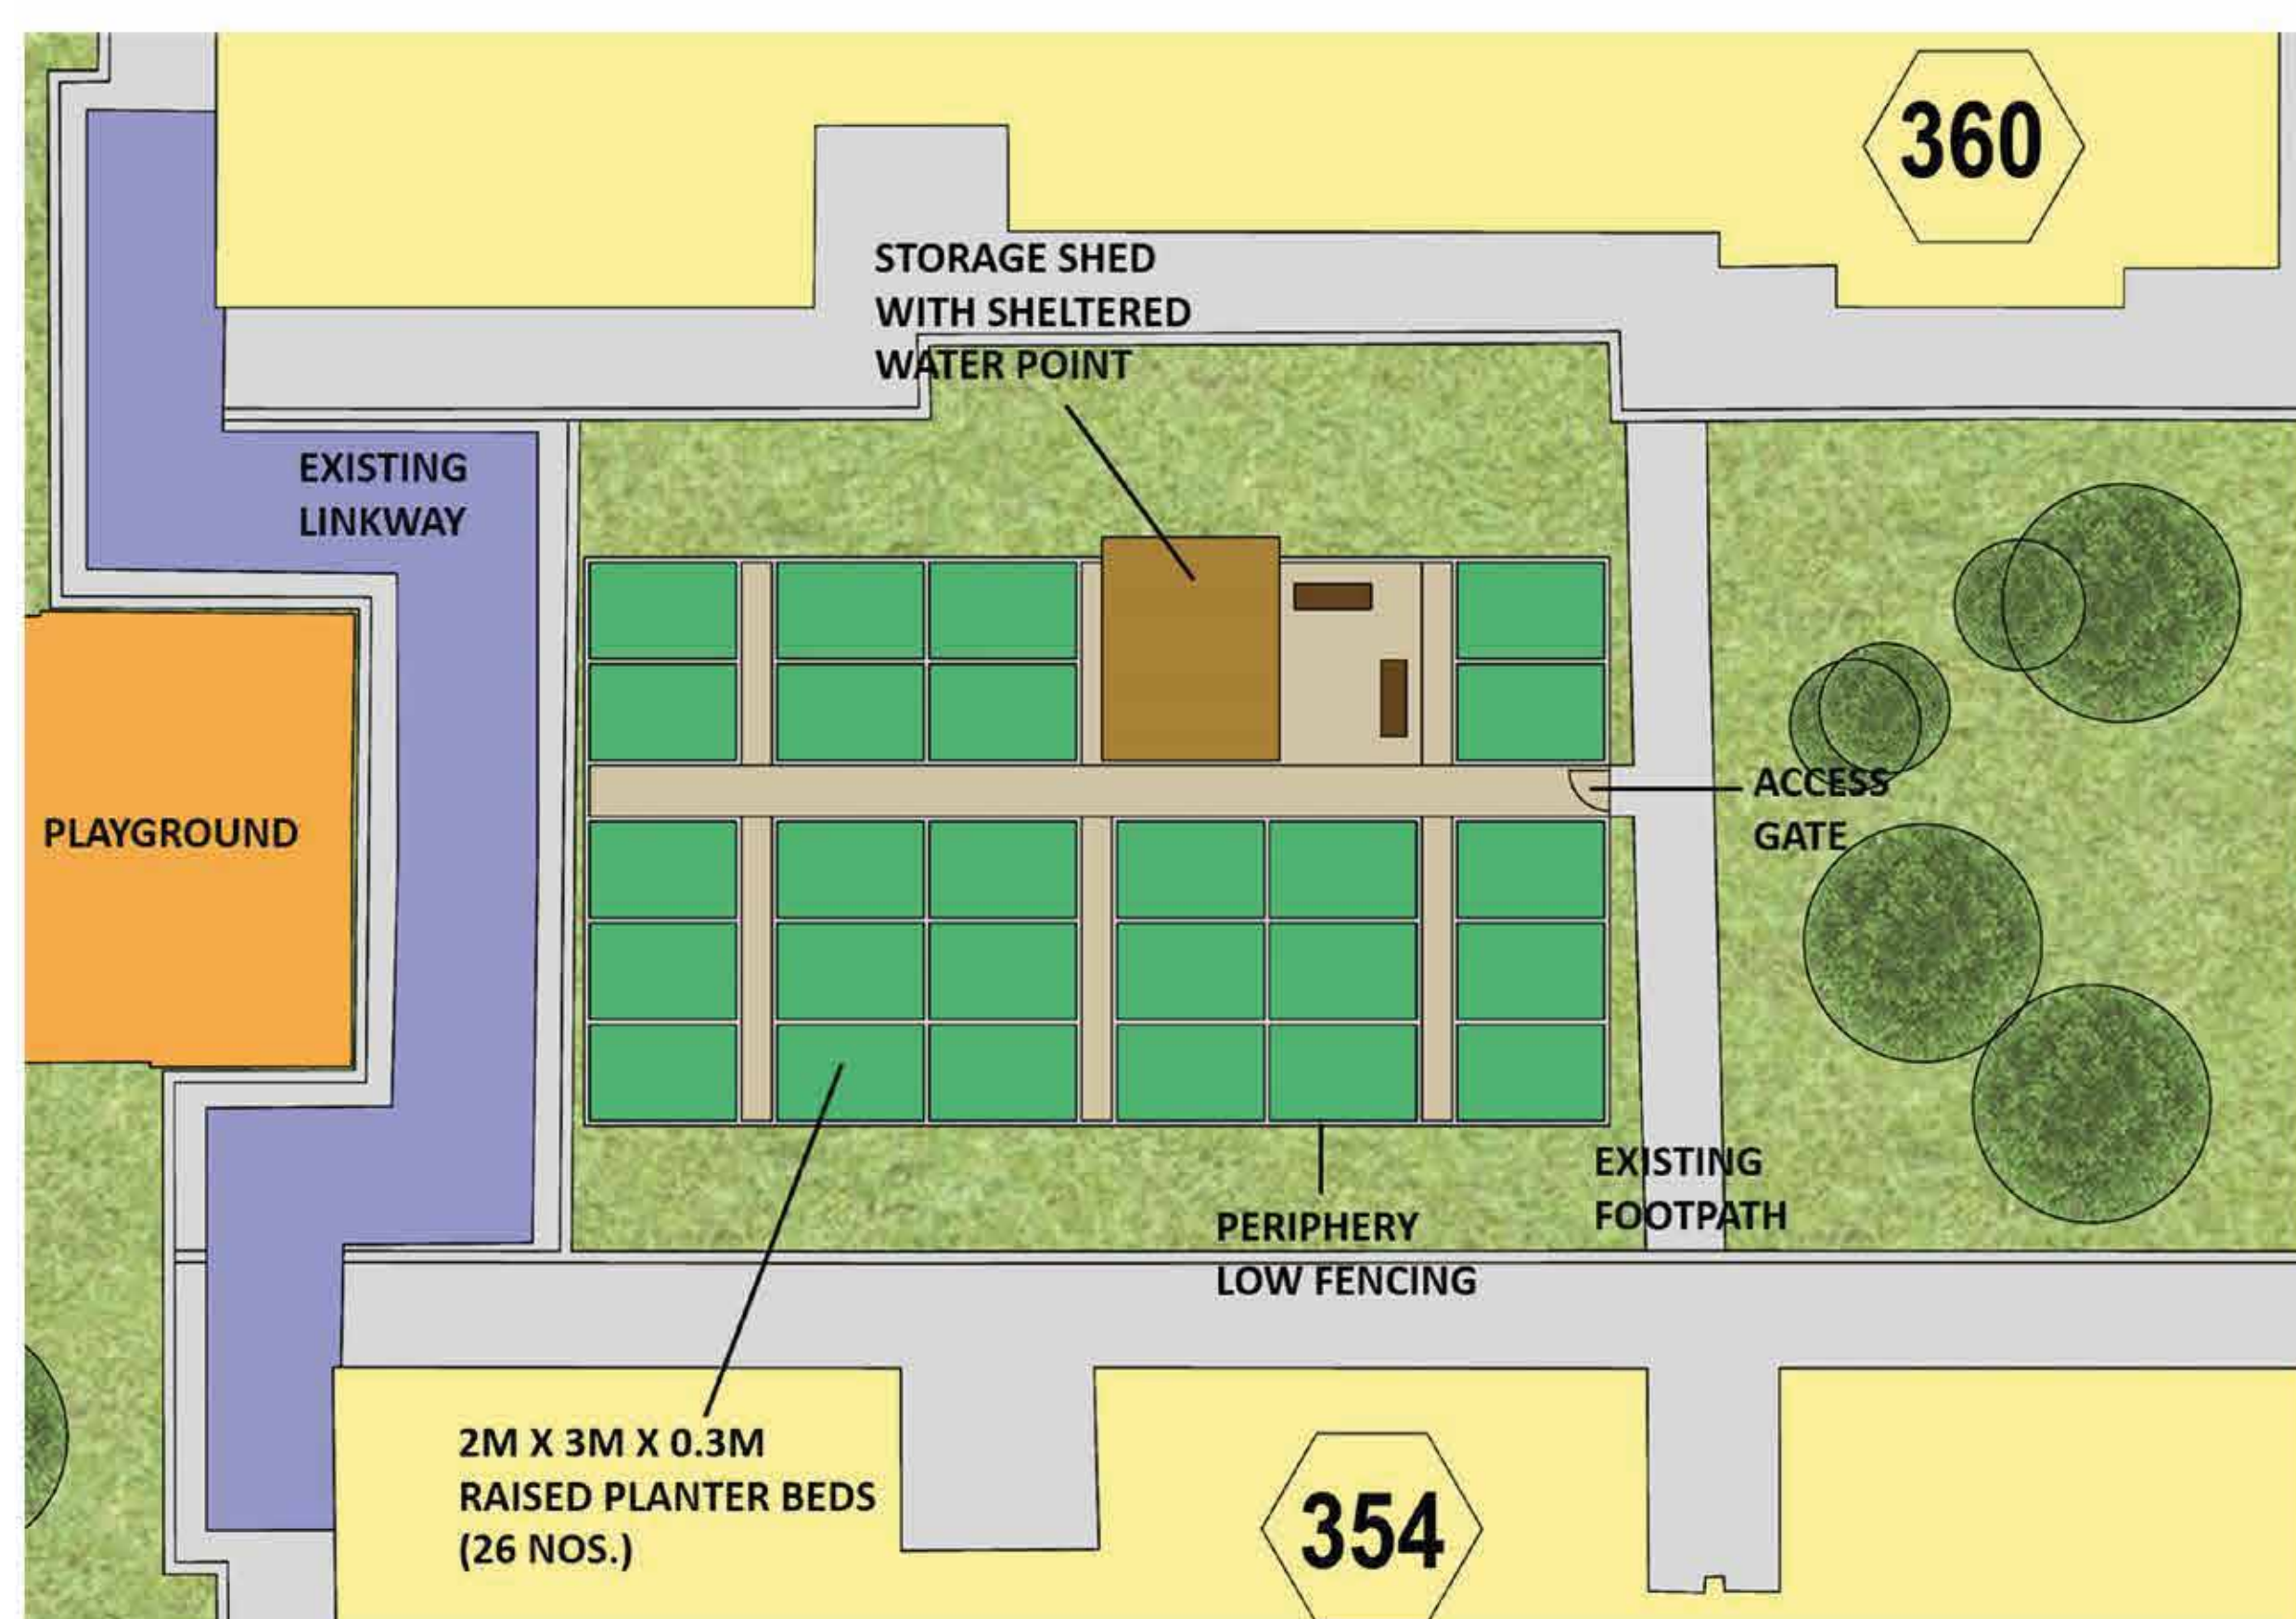 360
STORAGE SHED
WITH SHELTERED
WATER POINT
EXISTING
LINKWAY
PLAYGROUND
ACCESS
GATE
EXISTING
FOOTPATH
PERIPHERY
LOW FENCING
2M X 3M X 0.3M
RAISED PLANTER BEDS
(26 NOS.)
354